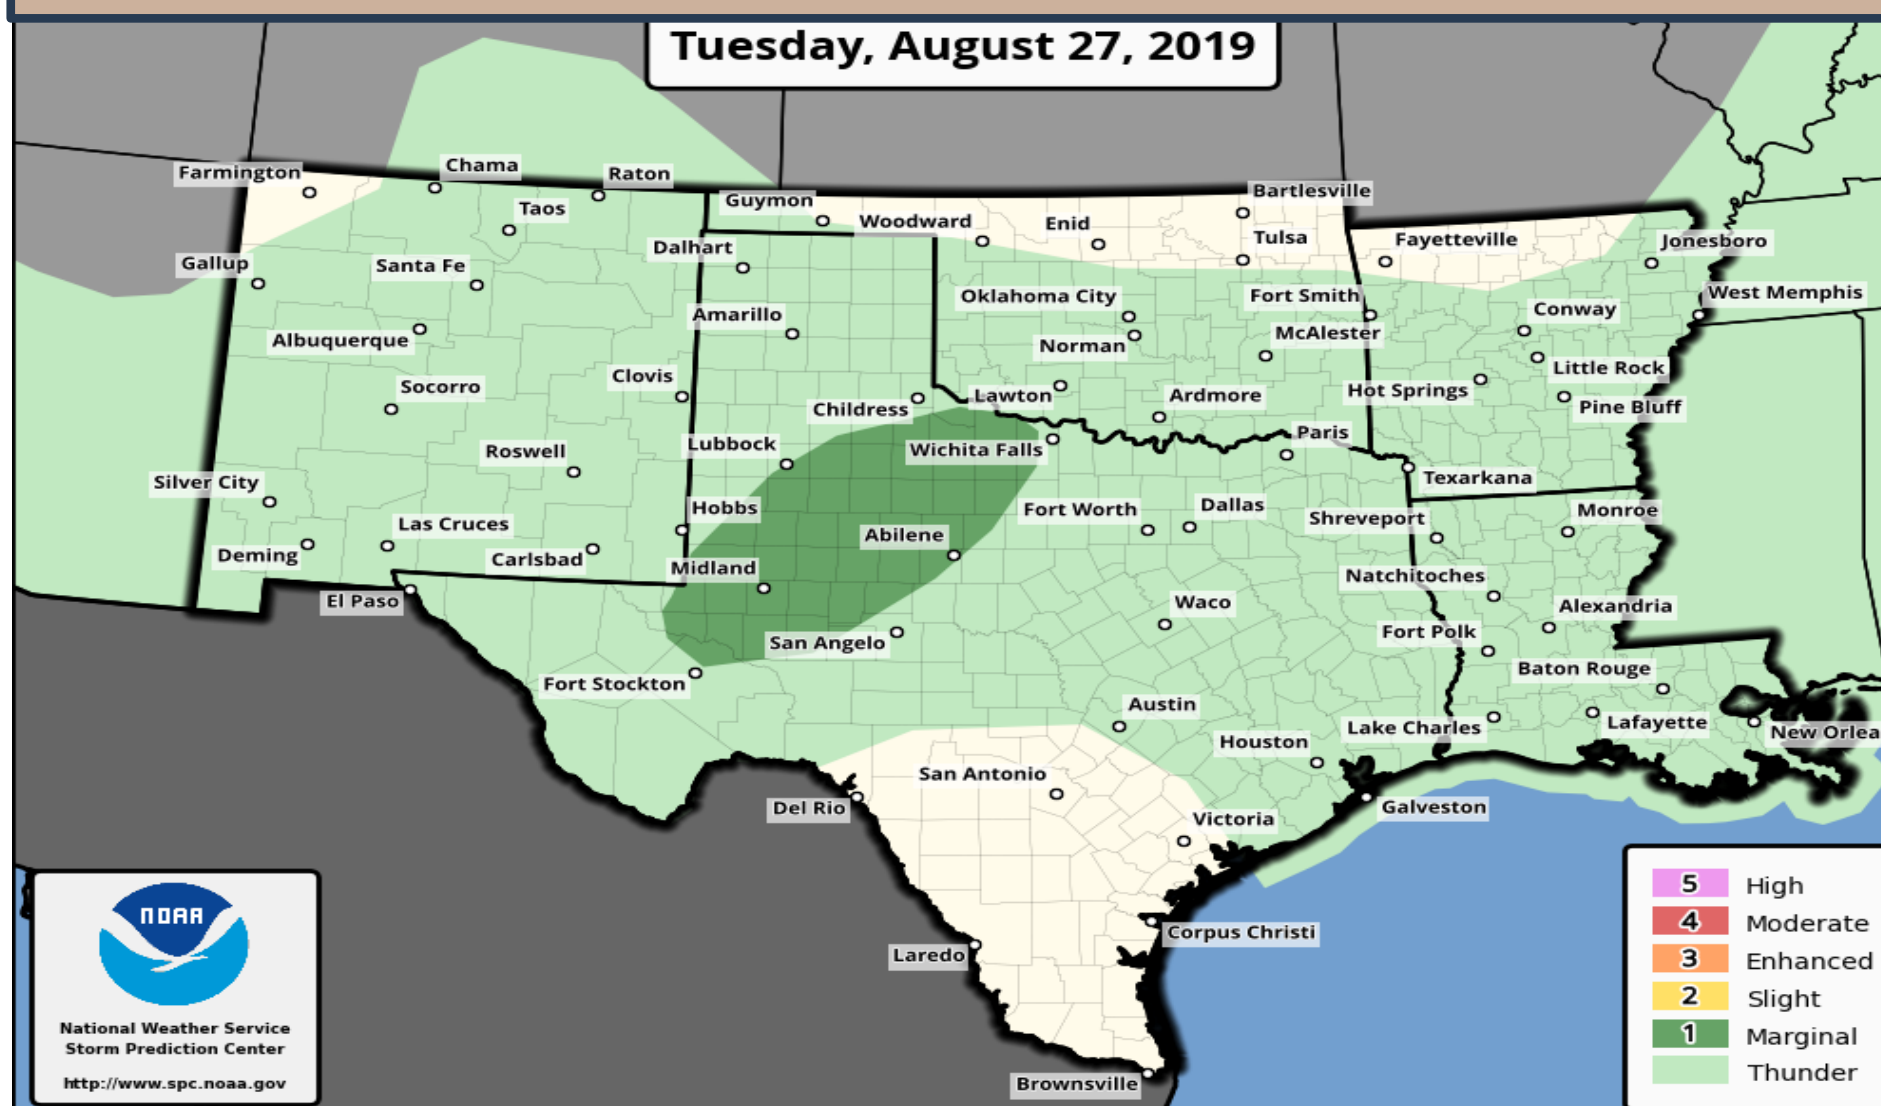 Tuesday, August 27, 2019
Farmington
Chama
Raton
Taos
Guymon
Woodward
Enid
Bartlesville
Tulsa
Fayetteville
Jonesboro
Gallup
Santa Fe
Dalhart
Oklahoma City
Fort Smith
Conway
West Memphis
Albuquerque
Amarillo
Norman
McAlester
Little Rock
Socorro
Clovis
Childress
Lawton
Ardmore
Hot Springs
Pine Bluff
Roswell
Lubbock
Wichita Falls
Paris
Texarkana
Silver City
Las Cruces
Hobbs
Fort Worth
Dallas
Shreveport
Monroe
Deming
Carlsbad
Midland
Abilene
Natchitoches
El Paso
San Angelo
Waco
Alexandria
Fort Polk
Fort Stockton
Austin
Baton Rouge
Houston
Lake Charles
Lafayette
New Orlea
San Antonio
Del Rio
Victoria
Galveston
Corpus Christi
Laredo
Brownsville
NOAA
National Weather Service
Storm Prediction Center
http://www.spc.noaa.gov
5 High
4 Moderate
3 Enhanced
2 Slight
1 Marginal
Thunder